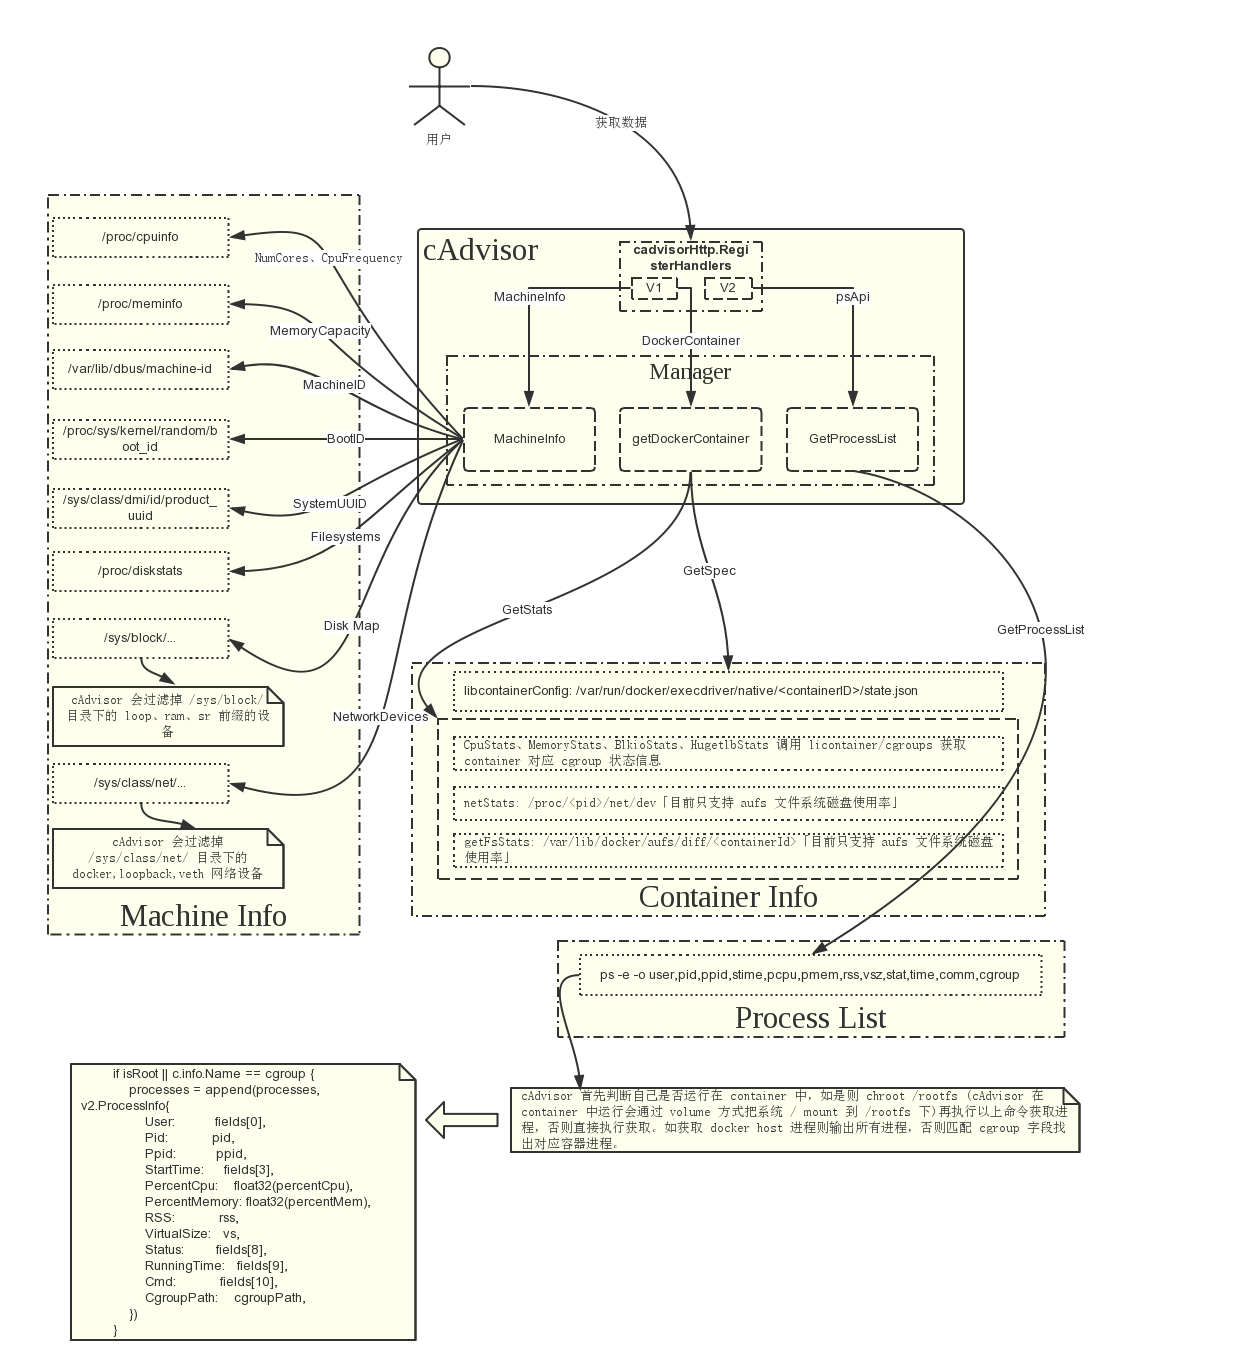 用户
获取数据
cAdvisor
cadvisorHttp.Regi
sterHandlers
V1
V2
MachineInfo
psApi
DockerContainer
Manager
MachineInfo
getDockerContainer
GetProcessList
/proc/cpuinfo
NumCores、CpuFrequency
/proc/meminfo
MemoryCapacity
/var/lib/dbus/machine-id
MachineID
/proc/sys/kernel/random/b
oot_id
BootID
/sys/class/dmi/id/product_
uuid
SystemUUID
Filesystems
/proc/diskstats
/sys/block/...
Disk Map
cAdvisor 会过滤掉 /sys/block/
目录下的 loop、ram、sr 前缀的设
备
NetworkDevices
/sys/class/net/...
cAdvisor 会过滤掉
/sys/class/net/ 目录下的
docker,loopback,veth 网络设备
Machine Info
GetStats
GetSpec
GetProcessList
libcontainerConfig: /var/run/docker/execdriver/native/<containerID>/state.json
CpuStats、MemoryStats、BlkioStats、HugetlbStats 调用 licontainer/cgroups 获取
container 对应 cgroup 状态信息
netStats: /proc/<pid>/net/dev「目前只支持 aufs 文件系统磁盘使用率」
getFsStats: /var/lib/docker/aufs/diff/<containerId>「目前只支持 aufs 文件系统磁盘
使用率」
Container Info
ps -e -o user,pid,ppid,stime,pcpu,pmem,rss,vsz,stat,time,comm,cgroup
Process List
cAdvisor 首先判断自己是否运行在 container 中, 如是则 chroot /rootfs (cAdvisor 在
container 中运行会通过 volume 方式把系统 / mount 到 /rootfs 下)再执行以上命令获取进
程, 否则直接执行获取。如获取 docker host 进程则输出所有进程, 否则匹配 cgroup 字段找
出对应容器进程。
if isRoot || c.info.Name == cgroup {
processes = append(processes,
v2.ProcessInfo{
User: fields[0],
Pid: pid,
Ppid: ppid,
StartTime: fields[3],
PercentCpu: float32(percentCpu),
PercentMemory: float32(percentMem),
RSS: rss,
VirtualSize: vs,
Status: fields[8],
RunningTime: fields[9],
Cmd: fields[10],
CgroupPath: cgroupPath,
})
}